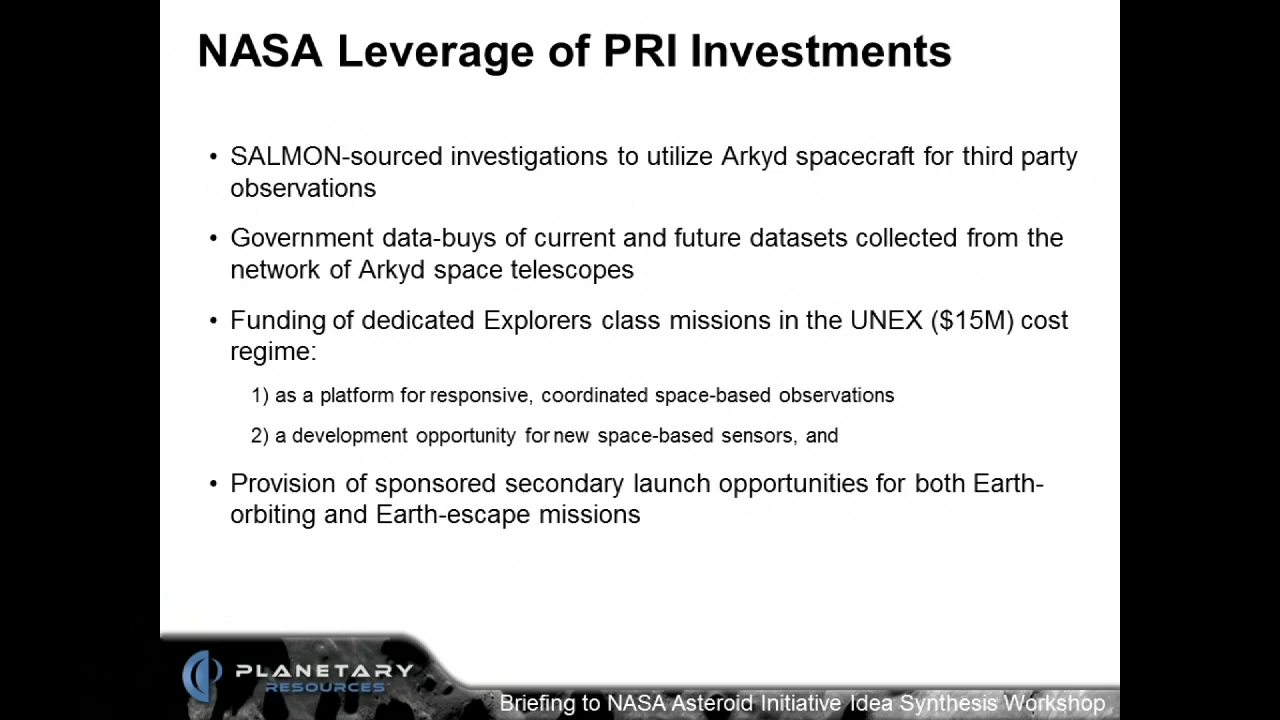 NASA Leverage of PRI Investments
• SALMON-sourced investigations to utilize Arkyd spacecraft for third party
observations
• Government data-buys of current and future datasets collected from the
network of Arkyd space telescopes
• Funding of dedicated Explorers class missions in the UNEX ($15M) cost
regime:
1) as a platform for responsive, coordinated space-based observations
2) a development opportunity for new space-based sensors, and
• Provision of sponsored secondary launch opportunities for both Earth-
orbiting and Earth-escape missions
PLANETARY
RESOURCES
Briefing to NASA Asteroid Initiative Idea Synthesis Workshop